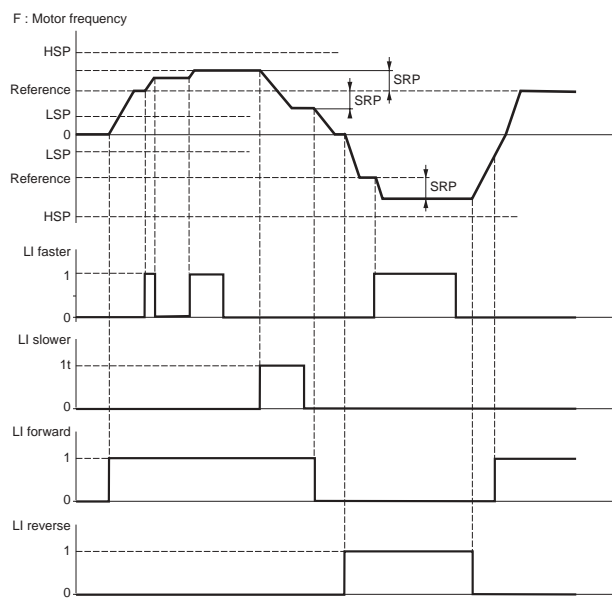 F : Motor frequency
HSP
SRP
Reference
SRP
LSP
0
LSP
Reference
SRP
HSP
LI faster
1
0
LI slower
1t
0
LI forward
1
0
LI reverse
1
0